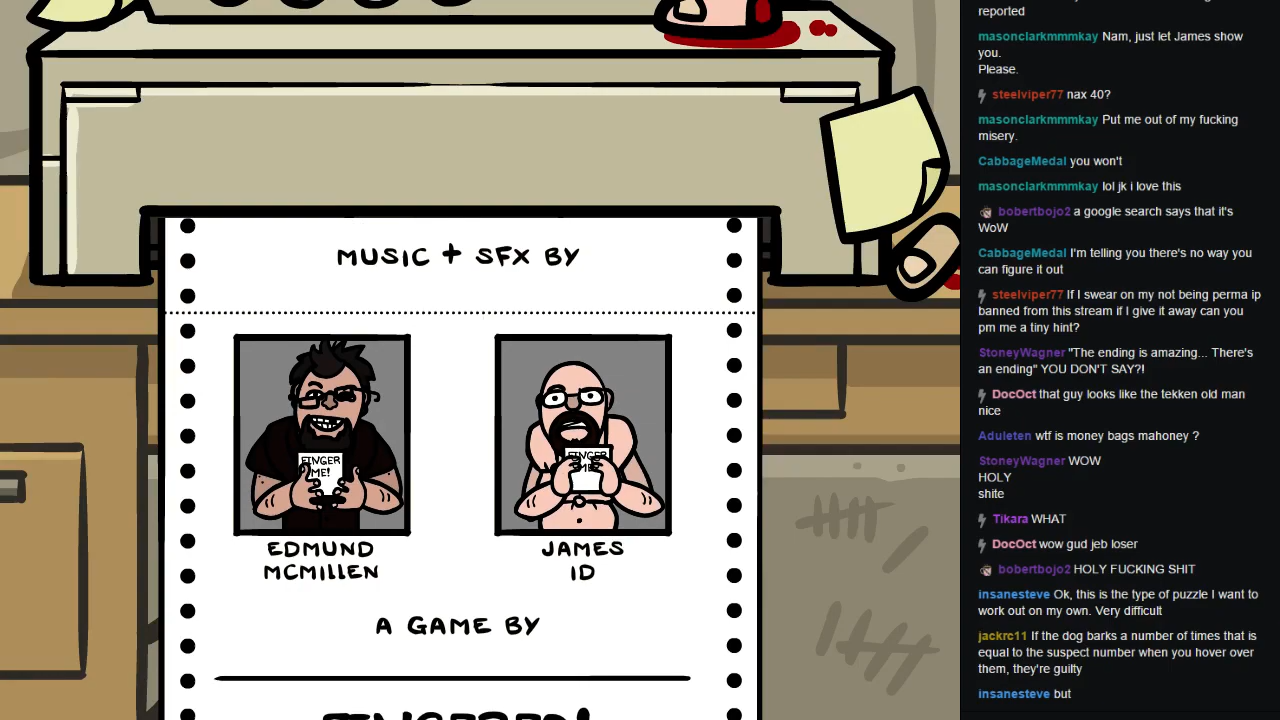 MUSIC + SFX BY
FINGER
ME!
FINGER
ME!
EDMUND
MCMILLEN
JAMES
ID
A GAME BY
FINGERED!
reported
masonclarkmmmkay Nam, just let James show
you.
Please.
steelviper77 nax 40?
masonclarkmmmkay Put me out of my fucking
misery.
CabbageMedal you won't
masonclarkmmmkay lol jk i love this
bobertbojo2 a google search says that it's
WoW
CabbageMedal I'm telling you there's no way you
can figure it out
steelviper77 If I swear on my not being perma ip
banned from this stream if I give it away can you
pm me a tiny hint?
StoneyWagner "The ending is amazing... There's
an ending" YOU DON'T SAY?!
DocOct that guy looks like the tekken old man
nice
Aduleten wtf is money bags mahoney ?
StoneyWagner WOW
HOLY
shite
Tikara WHAT
DocOct wow gud jeb loser
bobertbojo2 HOLY FUCKING SHIT
insanesteve Ok, this is the type of puzzle I want to
work out on my own. Very difficult
jackrc11 If the dog barks a number of times that is
equal to the suspect number when you hover over
them, they're guilty
insanesteve but